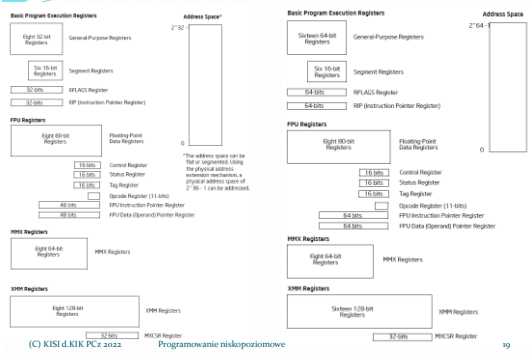 Basic Program Execution Registers
Address Space*
2^32 -1
Eight 32-bit
Registers
General-Purpose Registers
Six 16-bit
Registers
Segment Registers
32-bits
RFLAGS Register
32-bits
RIP (Instruction Pointer Register)
FPU Registers
Eight 80-bit
Registers
Floating-Point
Data Registers
0
*The address space can be
flat or segmented. Using
the physical address
extension mechanism, a
physical address space of
2^36 - 1 can be addressed.
16 bits
Control Register
16 bits
Status Register
16 bits
Tag Register
Opcode Register (11-bits)
48 bits
FPU Instruction Pointer Register
48 bits
FPU Data (Operand) Pointer Register
MMX Registers
Eight 64-bit
Registers
MMX Registers
XMM Registers
Eight 128-bit
Registers
XMM Registers
32-bits
MXCSR Register
Basic Program Execution Registers
Address Space
2^64 -1
Sixteen 64-bit
Registers
General-Purpose Registers
Six 16-bit
Registers
Segment Registers
64-bits
RFLAGS Register
64-bits
RIP (Instruction Pointer Register)
FPU Registers
Eight 80-bit
Registers
Floating-Point
Data Registers
0
16 bits
Control Register
16 bits
Status Register
16 bits
Tag Register
Opcode Register (11-bits)
64 bits
FPU Instruction Pointer Register
64 bits
FPU Data (Operand) Pointer Register
MMX Registers
Eight 64-bit
Registers
MMX Registers
XMM Registers
Sixteen 128-bit
Registers
XMM Registers
32-bits
MXCSR Register
(C) KISI d.KIK PCz 2022
Programowanie niskopoziomowe
19